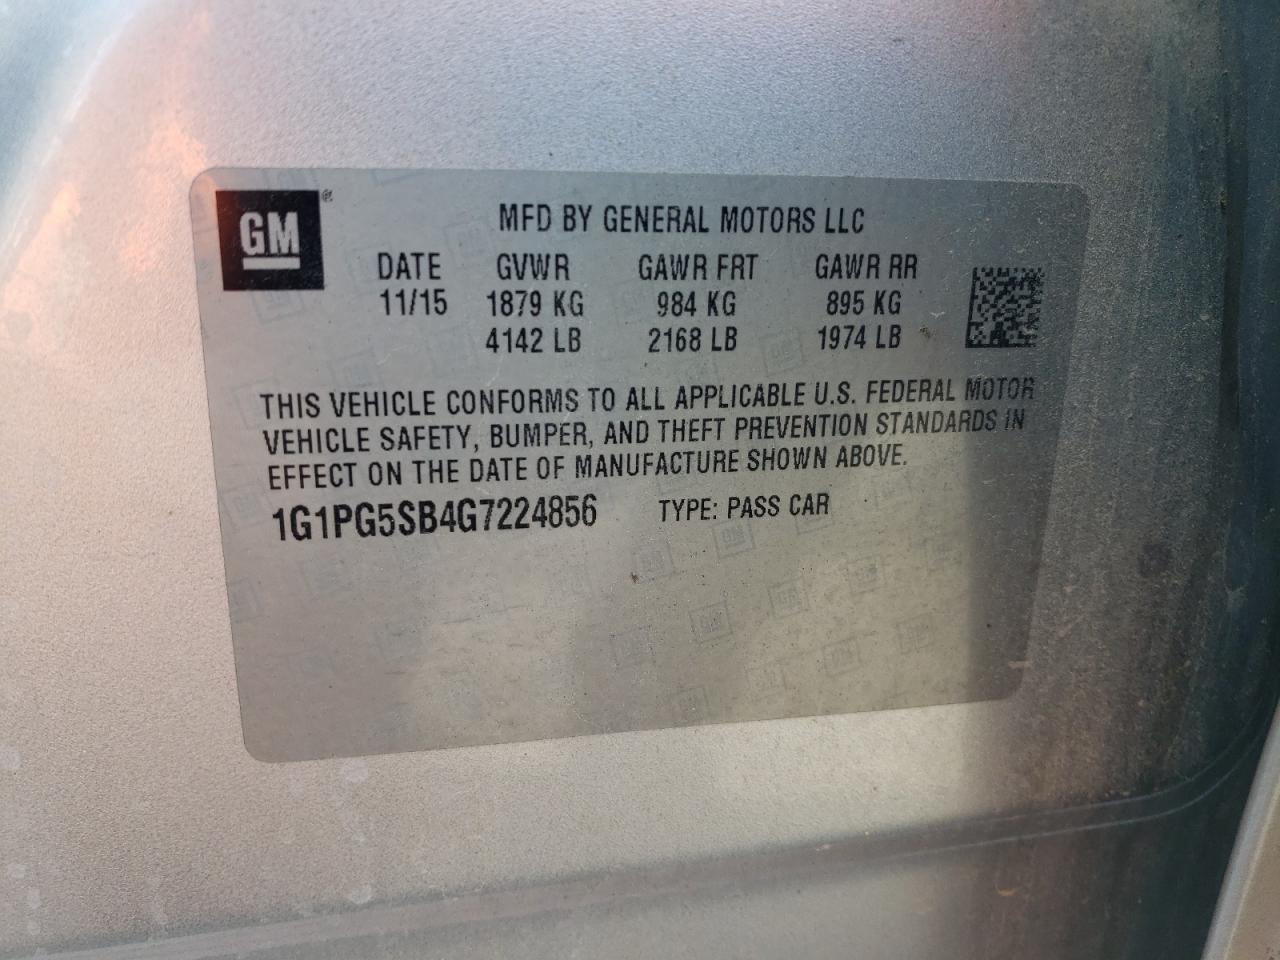 GM
MFD BY GENERAL MOTORS LLC
DATE GVWR GAWR FRT GAWR RR
11/15 1879 KG 984 KG 895 KG
4142 LB 2168 LB 1974 LB
THIS VEHICLE CONFORMS TO ALL APPLICABLE U.S. FEDERAL MOTOR
VEHICLE SAFETY, BUMPER, AND THEFT PREVENTION STANDARDS IN
EFFECT ON THE DATE OF MANUFACTURE SHOWN ABOVE.
1G1PG5SB4G7224856 TYPE: PASS CAR